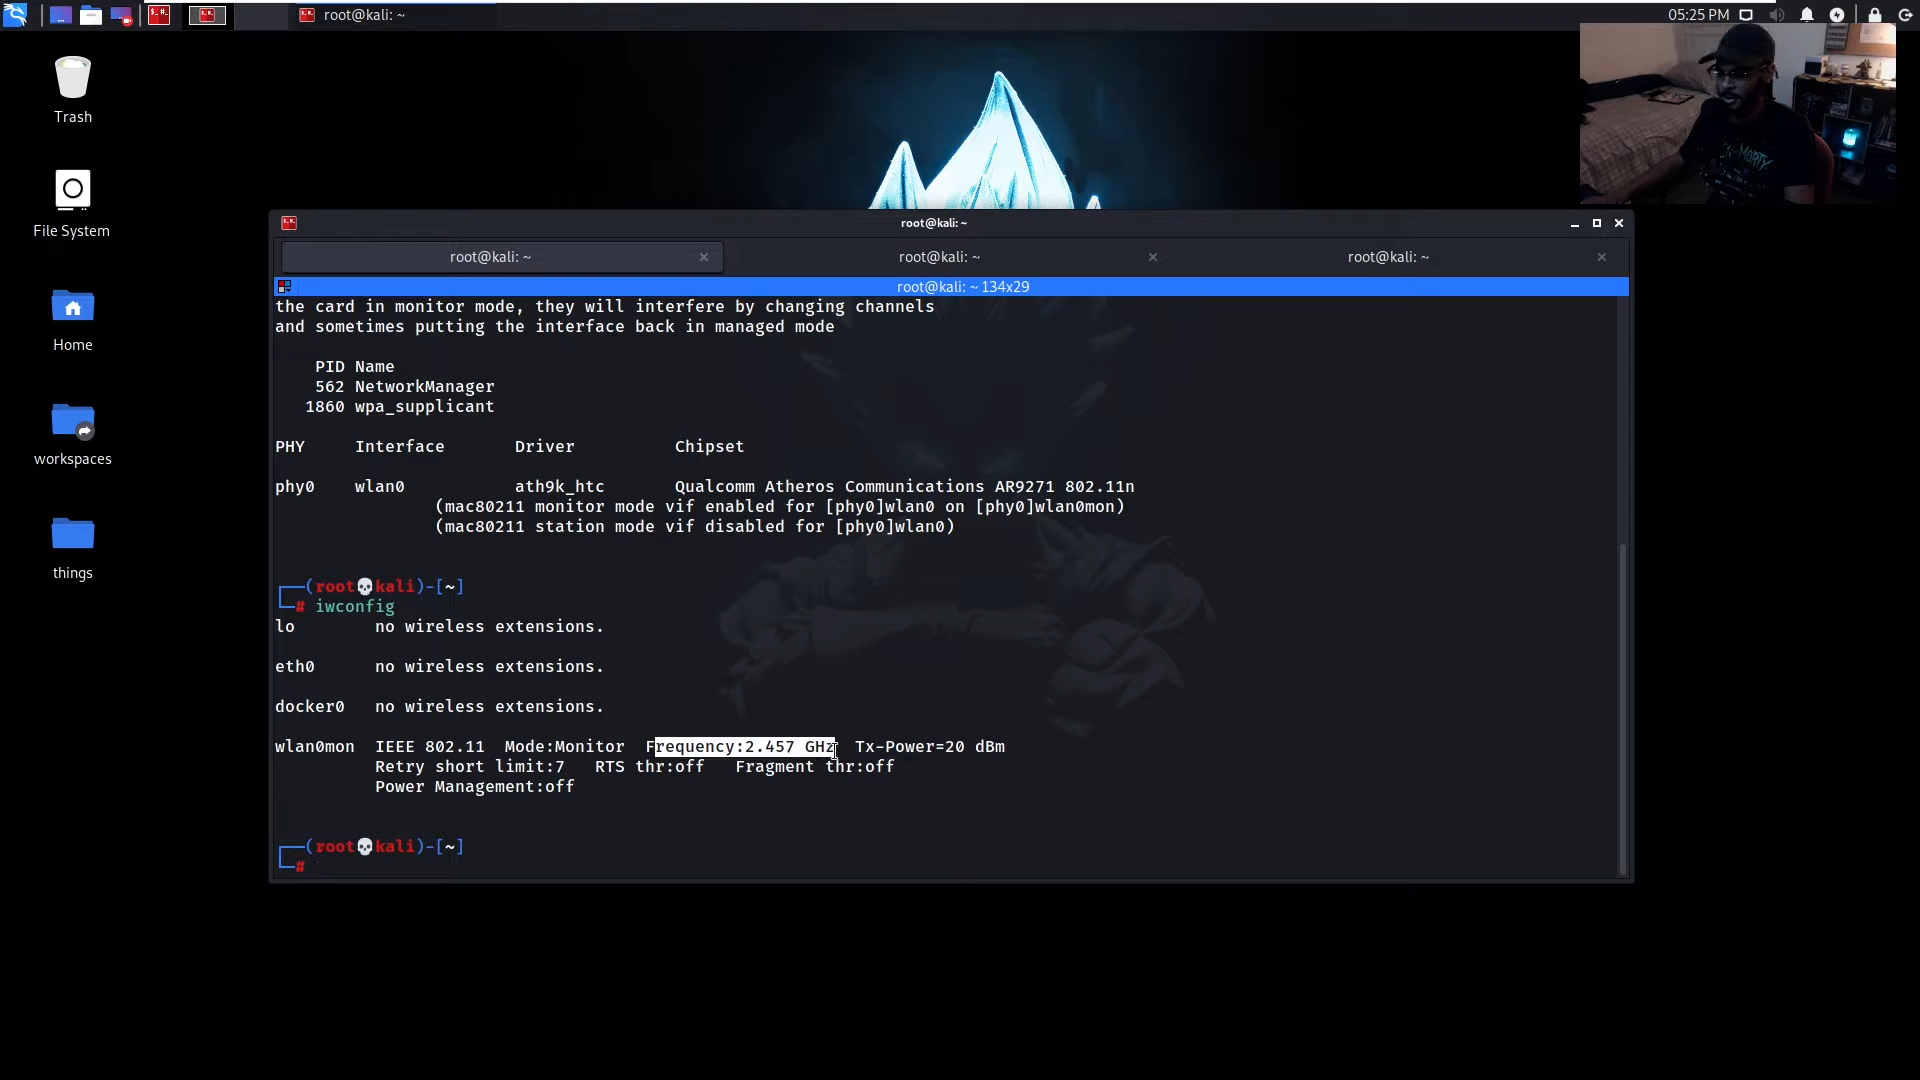 root@kali: ~
05:25 PM
Trash
File System
Home
workspaces
things
root@kali: ~
root@kali: ~
root@kali: ~
root@kali: ~
root@kali: ~ 134x29
the card in monitor mode, they will interfere by changing channels
and sometimes putting the interface back in managed mode
PID Name
562 NetworkManager
1860 wpa_supplicant
PHY Interface Driver Chipset
phy0 wlan0 ath9k_htc Qualcomm Atheros Communications AR9271 802.11n
(mac80211 monitor mode vif enabled for [phy0]wlan0 on [phy0]wlan0mon)
(mac80211 station mode vif disabled for [phy0]wlan0)
(root💀kali)-[~]
# iwconfig
lo no wireless extensions.
eth0 no wireless extensions.
docker0 no wireless extensions.
wlan0mon IEEE 802.11 Mode:Monitor Frequency:2.457 GHz Tx-Power=20 dBm
Retry short limit:7 RTS thr:off Fragment thr:off
Power Management:off
(root💀kali)-[~]
#